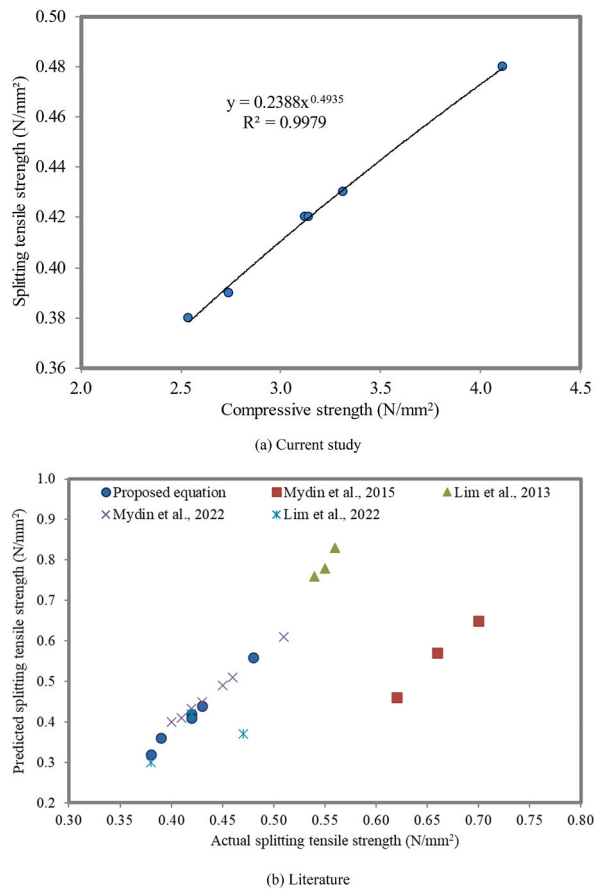 0.50
0.48
0.46
0.44
0.42
0.40
0.38
0.36
Splitting tensile strength (N/mm²)
y = 0.2388x^0.4935
R² = 0.9979
2.0 2.5 3.0 3.5 4.0 4.5
Compressive strength (N/mm²)
(a) Current study
1.0
0.9
0.8
0.7
0.6
0.5
0.4
0.3
0.2
Predicted splitting tensile strength (N/mm²)
Proposed equation Mydin et al., 2015 Lim et al., 2013
Mydin et al., 2022 Lim et al., 2022
0.30 0.35 0.40 0.45 0.50 0.55 0.60 0.65 0.70 0.75 0.80
Actual splitting tensile strength (N/mm²)
(b) Literature